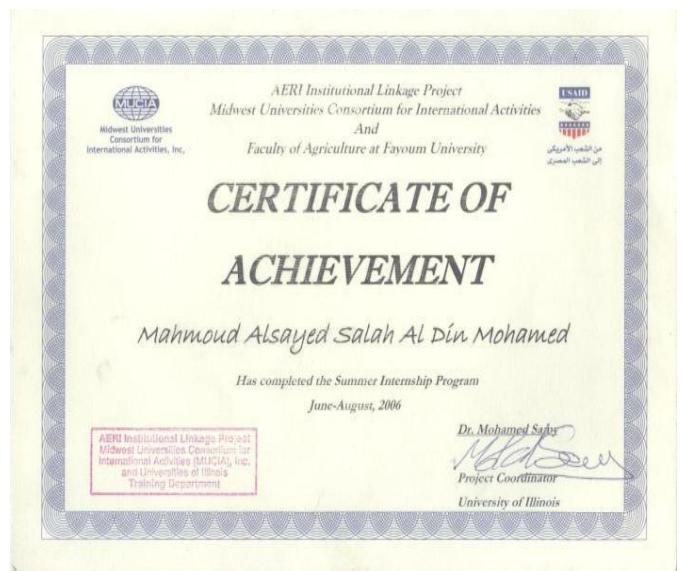 AERI Institutional Linkage Project
Midwest Universities Consortium for International Activities
And
Faculty of Agriculture at Fayoum University
MUCIA
Midwest Universities
Consortium for
International Activities, Inc,
USAID
من الشعب الأمريكى
إلى الشعب المصرى
CERTIFICATE OF
ACHIEVEMENT
Mahmoud Alsayed Salah Al Din Mohamed
Has completed the Summer Internship Program
June-August, 2006
AERI Institutional Linkage Project
Midwest Universities Consortium for
International Activities (MUCIA), Inc.
and Universities of Illinois
Training Department
Dr. Mohamed
Project Coordinator
University of Illinois